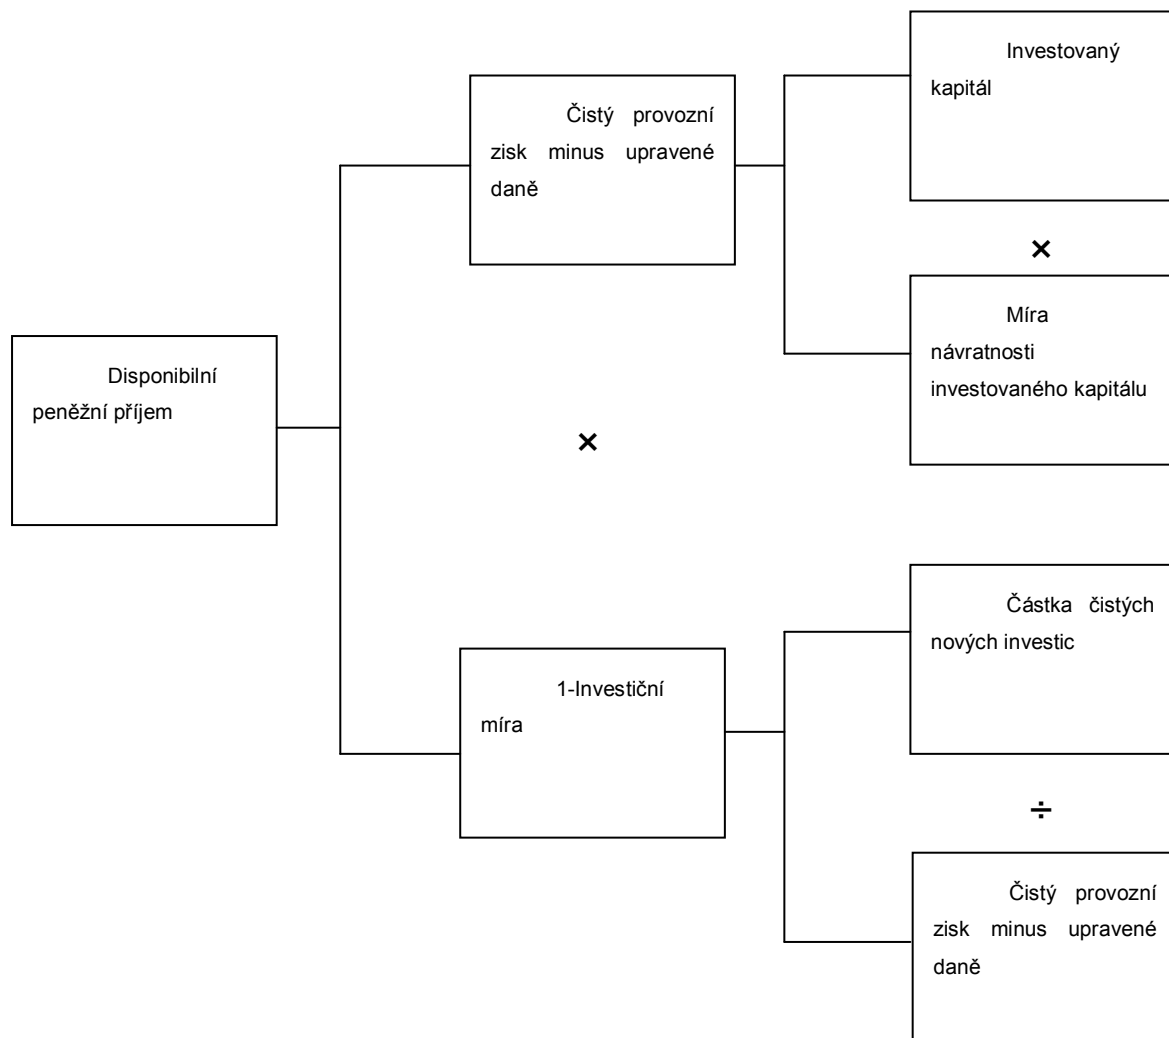 Investovaný
kapitál
Čistý provozní
zisk minus upravené
daně
×
Míra
návratnosti
investovaného kapitálu
Disponibilní
peněžní příjem
×
Částka čistých
nových investic
1-Investiční
míra
÷
Čistý provozní
zisk minus upravené
daně